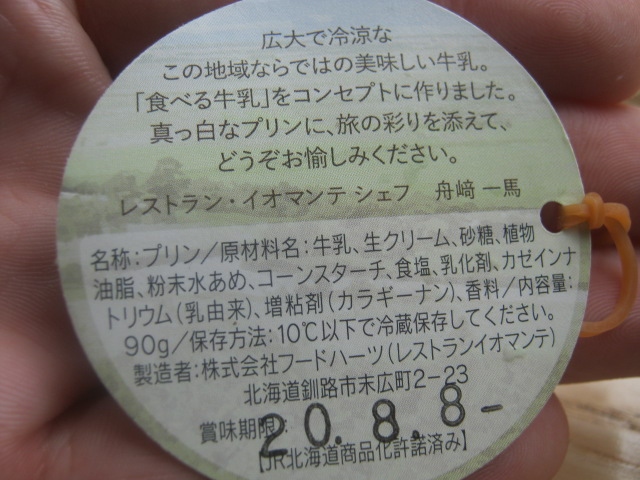 広大で冷涼な
この地域ならではの美味しい牛乳。
「食べる牛乳」をコンセプトに作りました。
真っ白なプリンに、旅の彩りを添えて、
どうぞお愉しみください。
レストラン・イオマンテ シェフ 舟﨑 一馬
名称:プリン/原材料名:牛乳、生クリーム、砂糖、植物
油脂、粉末水あめ、コーンスターチ、食塩、乳化剤、カゼインナ
トリウム(乳由来)、増粘剤(カラギーナン)、香料/内容量:
90g/保存方法:10℃以下で冷蔵保存してください。
製造者:株式会社フードハーツ(レストランイオマンテ)
北海道釧路市末広町2-23
賞味期限: 20.8.8-
【JR北海道商品化許諾済み】